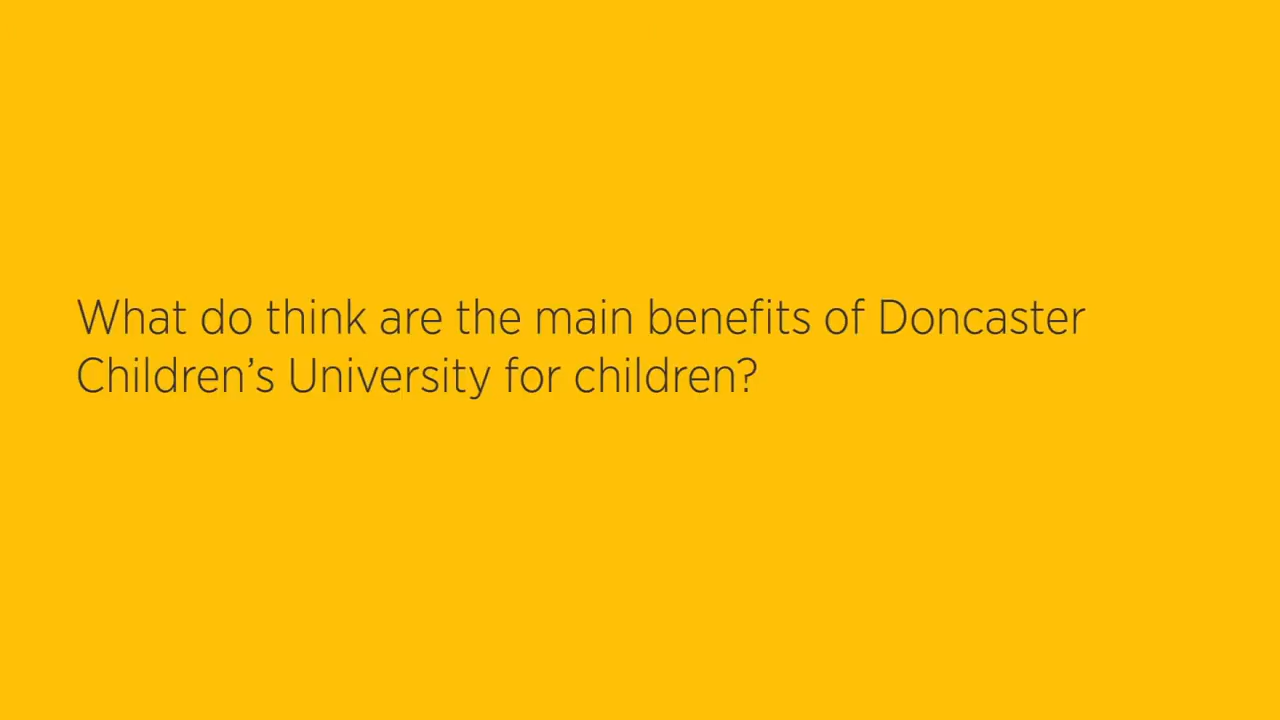 What do think are the main benefits of Doncaster
Children’s University for children?